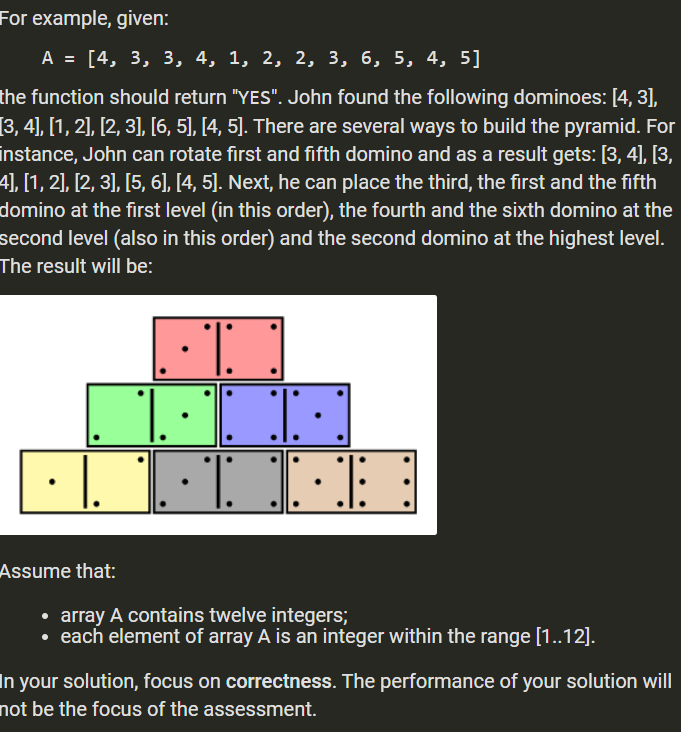 For example, given:
A = [4, 3, 3, 4, 1, 2, 2, 3, 6, 5, 4, 5]
the function should return "YES". John found the following dominoes: [4, 3],
[3, 4], [1, 2], [2, 3], [6, 5], [4, 5]. There are several ways to build the pyramid. For
instance, John can rotate first and fifth domino and as a result gets: [3, 4], [3,
4], [1, 2], [2, 3], [5, 6], [4, 5]. Next, he can place the third, the first and the fifth
domino at the first level (in this order), the fourth and the sixth domino at the
second level (also in this order) and the second domino at the highest level.
The result will be:
Assume that:
• array A contains twelve integers;
• each element of array A is an integer within the range [1..12].
In your solution, focus on correctness. The performance of your solution will
not be the focus of the assessment.